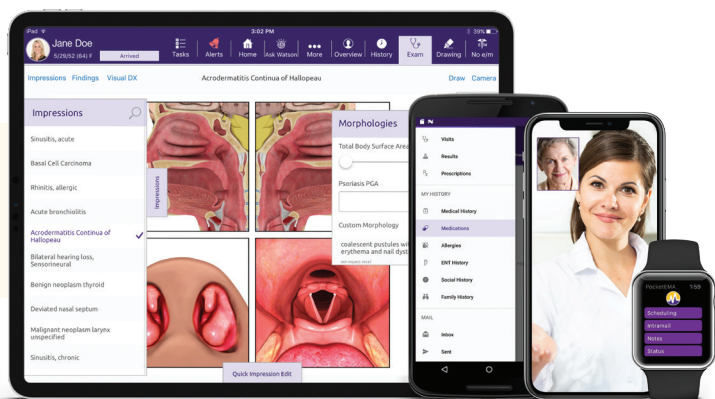 iPad
3:02 PM
39%
Jane Doe
5/29/52 (64) F
Arrived
Tasks
Alerts
Home
Ask Watson
More
Overview
History
Exam
Drawing
No e/m
Impressions Findings Visual DX
Acrodermatitis Continua of Hallopeau
Draw Camera
Impressions
Sinusitis, acute
Basal Cell Carcinoma
Rhinitis, allergic
Acute bronchiolitis
Acrodermatitis Continua of
Hallopeau
Bilateral hearing loss,
Sensorineural
Benign neoplasm thyroid
Deviated nasal septum
Malignant neoplasm larynx
unspecified
Sinusitis, chronic
Impressions
Quick Impression Edit
Morphologies
Total Body Surface Area
Psoriasis PGA
Custom Morphology
coalescent pustules wi
erythema and nail dyst
Visits
Results
Prescriptions
MY HISTORY
Medical History
Medications
Allergies
ENT History
Social History
Family History
MAIL
Inbox
Sent
PocketEMA 1:59
Scheduling
Intramail
Notes
Status